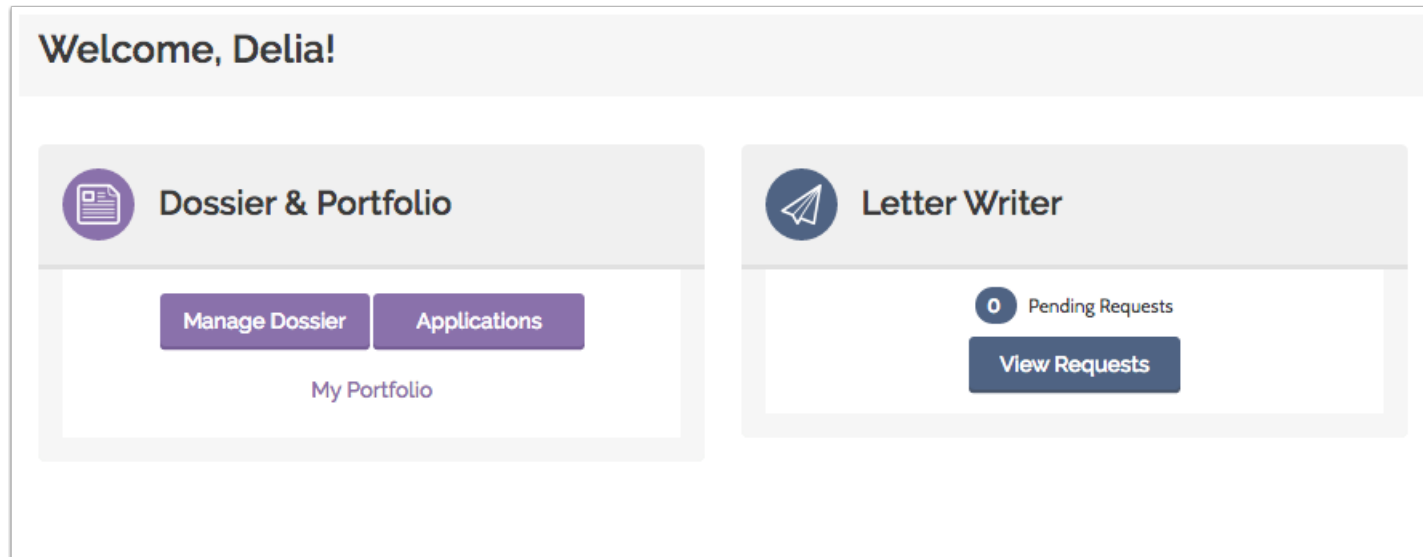 Welcome, Delia!
Dossier & Portfolio
Manage Dossier
Applications
My Portfolio
Letter Writer
0 Pending Requests
View Requests